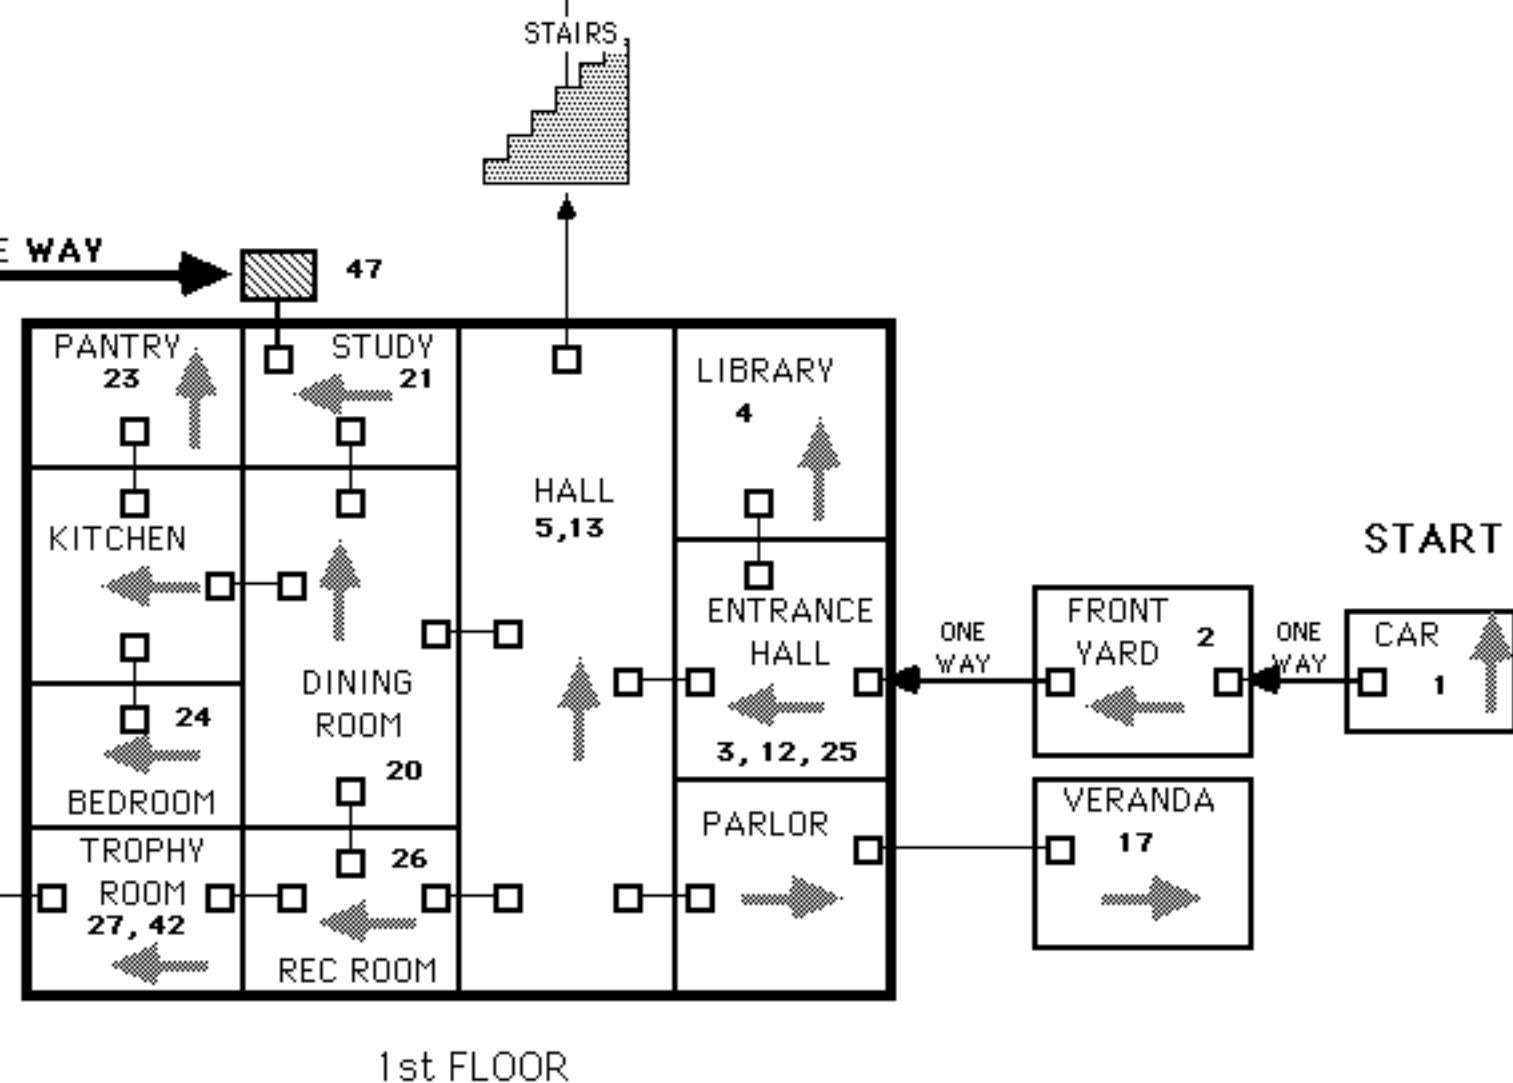 STAIRS
E WAY
47
PANTRY
23
STUDY
21
LIBRARY
4
HALL
5,13
KITCHEN
START
ENTRANCE
HALL
3, 12, 25
ONE
WAY
FRONT
YARD
2
ONE
WAY
CAR
1
DINING
ROOM
20
24
BEDROOM
PARLOR
VERANDA
17
TROPHY
ROOM
27, 42
26
REC ROOM
1st FLOOR